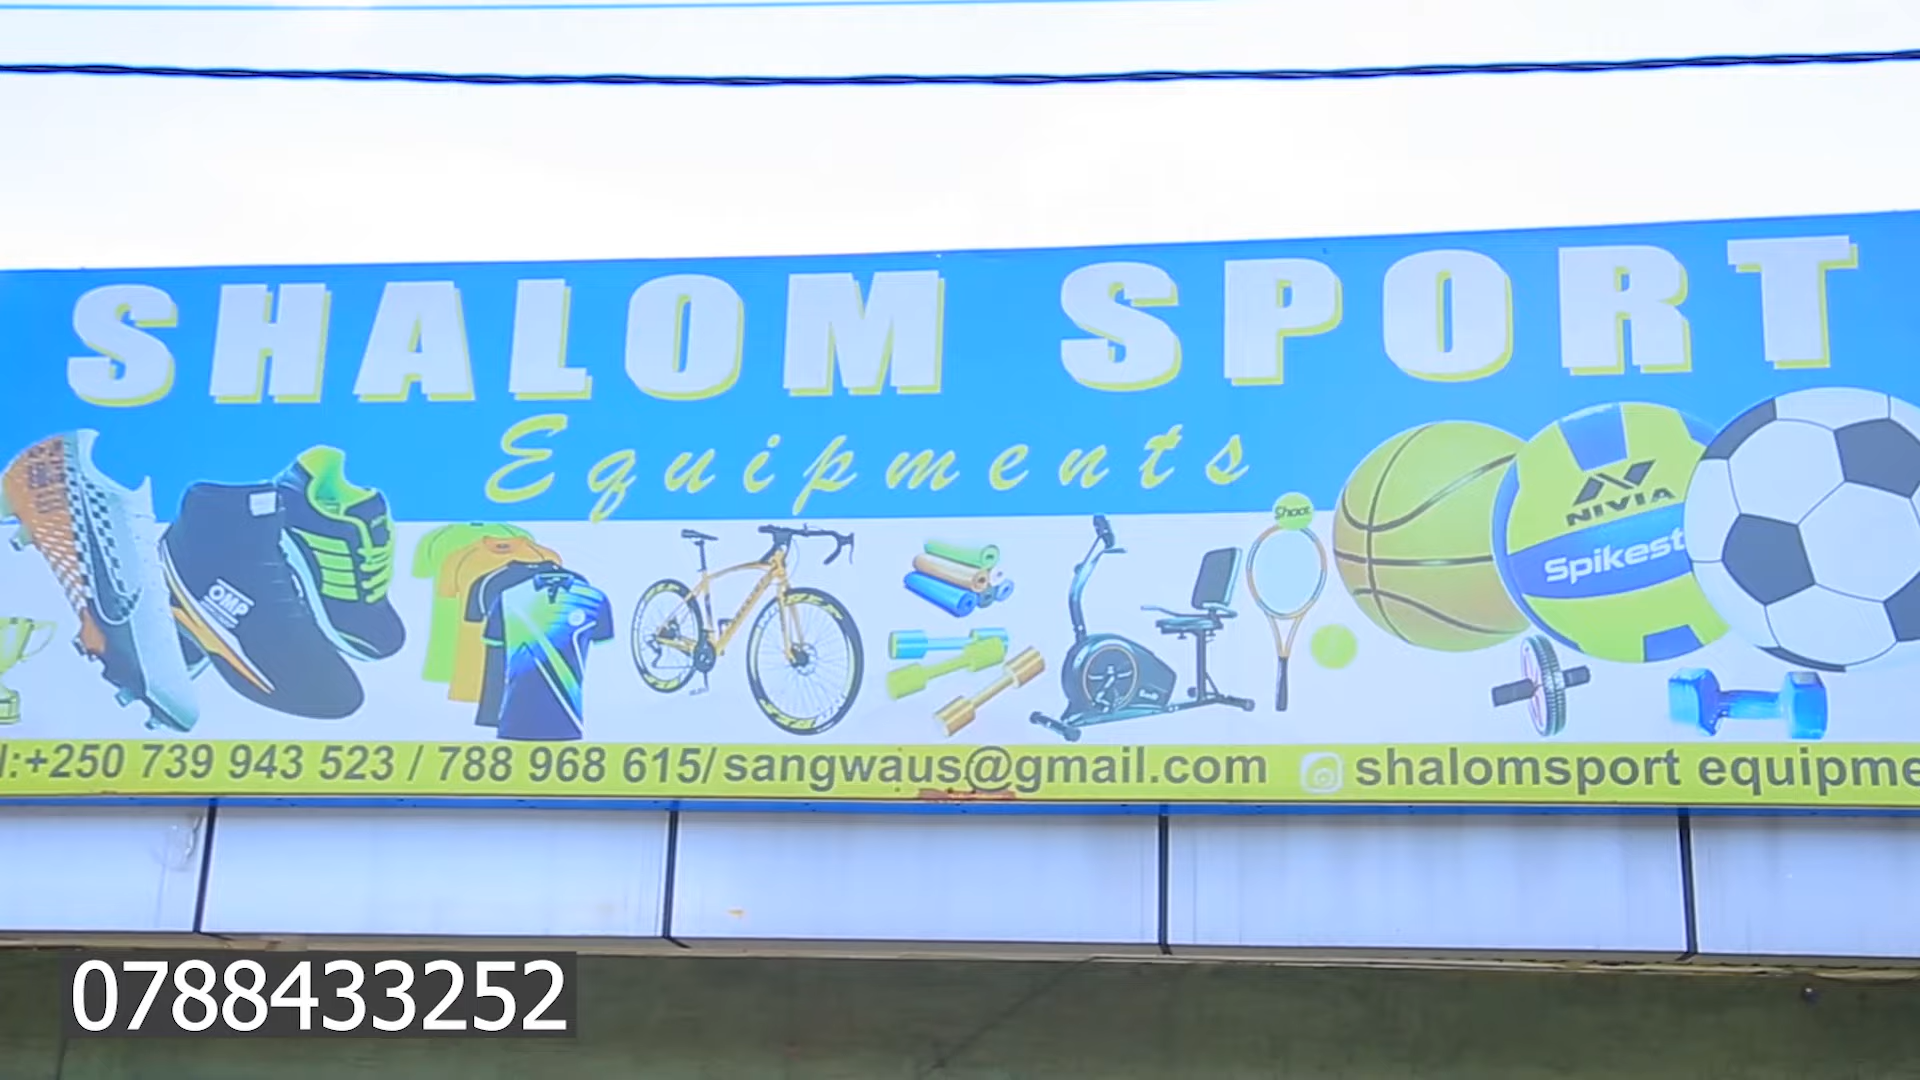 SHALOM SPORT
Equipments
Shoot
NIVIA
Spikest
OMP
l:+250 739 943 523 / 788 968 615/sangwaus@gmail.com shalomsport equipme
0788433252